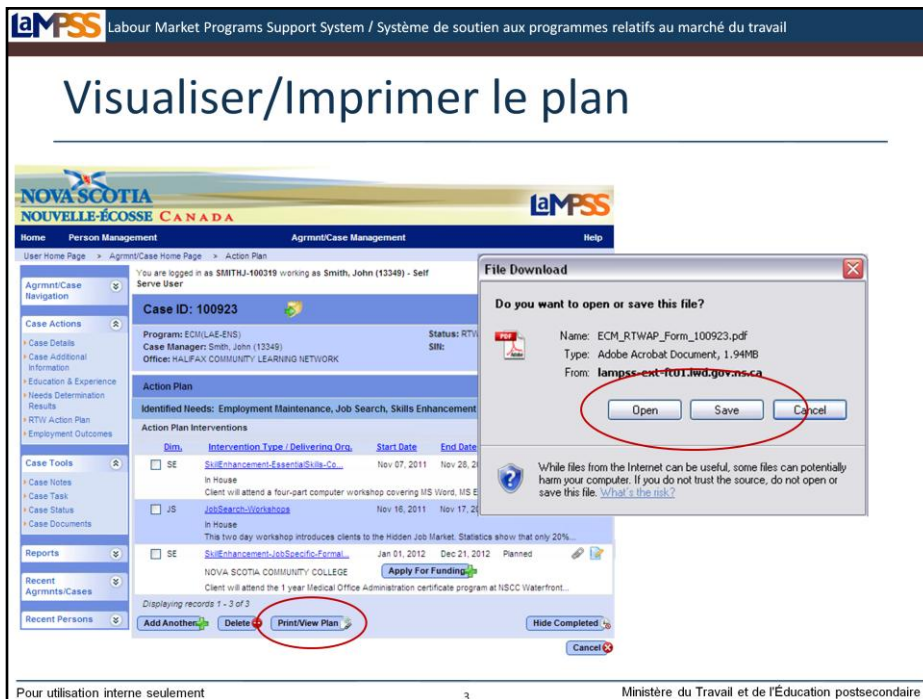 LaMPSS Labour Market Programs Support System / Système de soutien aux programmes relatifs au marché du travail
Visualiser/Imprimer le plan
NOVA SCOTIA
NOUVELLE-ÉCOSSE CANADA
LaMPSS
Home Person Management Agrmnt/Case Management Help
User Home Page » Agrmnt/Case Home Page » Action Plan
Agrmnt/Case Navigation
Case Actions
Case Details
Case Additional Information
Education & Experience
Needs Determination Results
RTW Action Plan
Employment Outcomes
Case Tools
Case Notes
Case Task
Case Status
Case Documents
Reports
Recent Agrmnts/Cases
Recent Persons
You are logged in as SMITHJ-100319 working as Smith, John (13349) - Self
Serve User
Case ID: 100923
Program: ECM(LAE-ENS) Status: RTW
Case Manager: Smith, John (13349) SIN:
Office: HALIFAX COMMUNITY LEARNING NETWORK
Action Plan
Identified Needs: Employment Maintenance, Job Search, Skills Enhancement
Action Plan Interventions
Dim. Intervention Type / Delivering Org. Start Date End Date
SE SkillEnhancement-EssentialSkills-Co... Nov 07, 2011 Nov 28, 2
In House
Client will attend a four-part computer workshop covering MS Word, MS E
JS JobSearch-Workshops Nov 16, 2011 Nov 17, 2
In House
This two day workshop introduces clients to the Hidden Job Market. Statistics show that only 20%...
SE SkillEnhancement-JobSpecific-Formal... Jan 01, 2012 Dec 21, 2012 Planned
NOVA SCOTIA COMMUNITY COLLEGE Apply For Funding
Client will attend the 1 year Medical Office Administration certificate program at NSCC Waterfront...
Displaying records 1 - 3 of 3
Add Another Delete Print/View Plan Hide Completed
Cancel
File Download
Do you want to open or save this file?
PDF
Name: ECM_RTWAP_Form_100923.pdf
Type: Adobe Acrobat Document, 1.94MB
From: lampss-ext-ft01.lwd.gov.ns.ca
Open Save Cancel
While files from the Internet can be useful, some files can potentially
harm your computer. If you do not trust the source, do not open or
save this file. What's the risk?
Pour utilisation interne seulement 3 Ministère du Travail et de l'Éducation postsecondaire